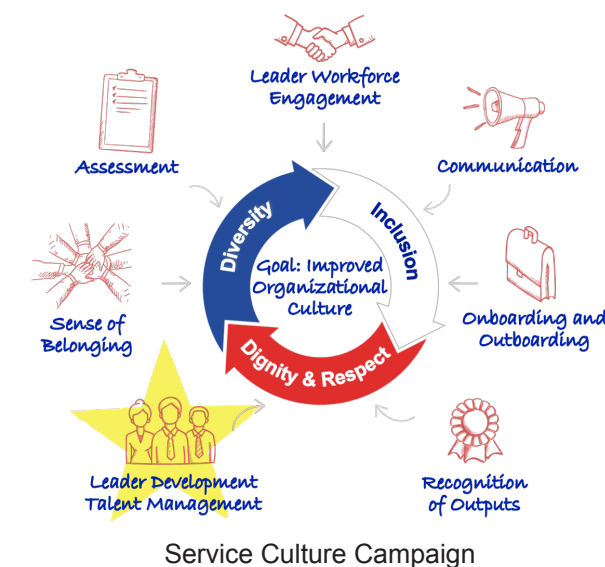 Leader Workforce
Engagement
Assessment
Communication
Diversity
Inclusion
Goal: Improved
Organizational
Culture
Dignity & Respect
Sense of
Belonging
Onboarding and
Outboarding
Leader Development
Talent Management
Recognition
of Outputs
Service Culture Campaign